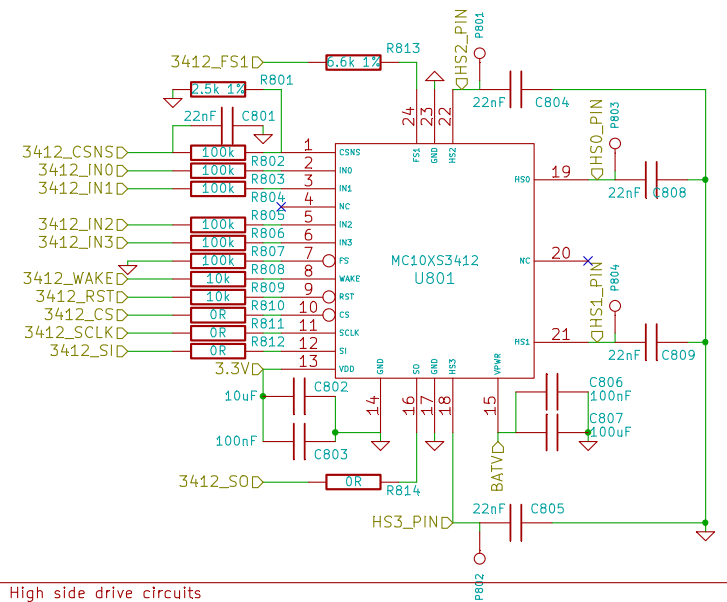 HS2_PIN
P801
3412_FS1
R813
6.6k 1%
2.5k 1%
R801
22nF
C801
24
23
22
FS1
GND
HS2
22nF
C804
HS0_PIN
P803
3412_CSNS
100k
1
CSNS
R802
3412_IN0
100k
2
IN0
R803
3412_IN1
100k
3
IN1
R804
4
NC
R805
3412_IN2
100k
5
IN2
R806
3412_IN3
100k
6
IN3
R807
100k
7
FS
R808
3412_WAKE
10k
8
WAKE
R809
3412_RST
10k
9
RST
R810
3412_CS
0R
10
CS
R811
3412_SCLK
0R
11
SCLK
R812
3412_SI
0R
12
SI
3.3V
13
VDD
MC10XS3412
U801
HS0
19
22nF
C808
NC
20
HS1_PIN
P804
HS1
21
22nF
C809
GND
SO
GND
HS3
VPWR
14
16
17
18
15
10uF
C802
100nF
C803
C806
100nF
C807
100uF
BATV
3412_SO
0R
R814
HS3_PIN
22nF
C805
P802
High side drive circuits